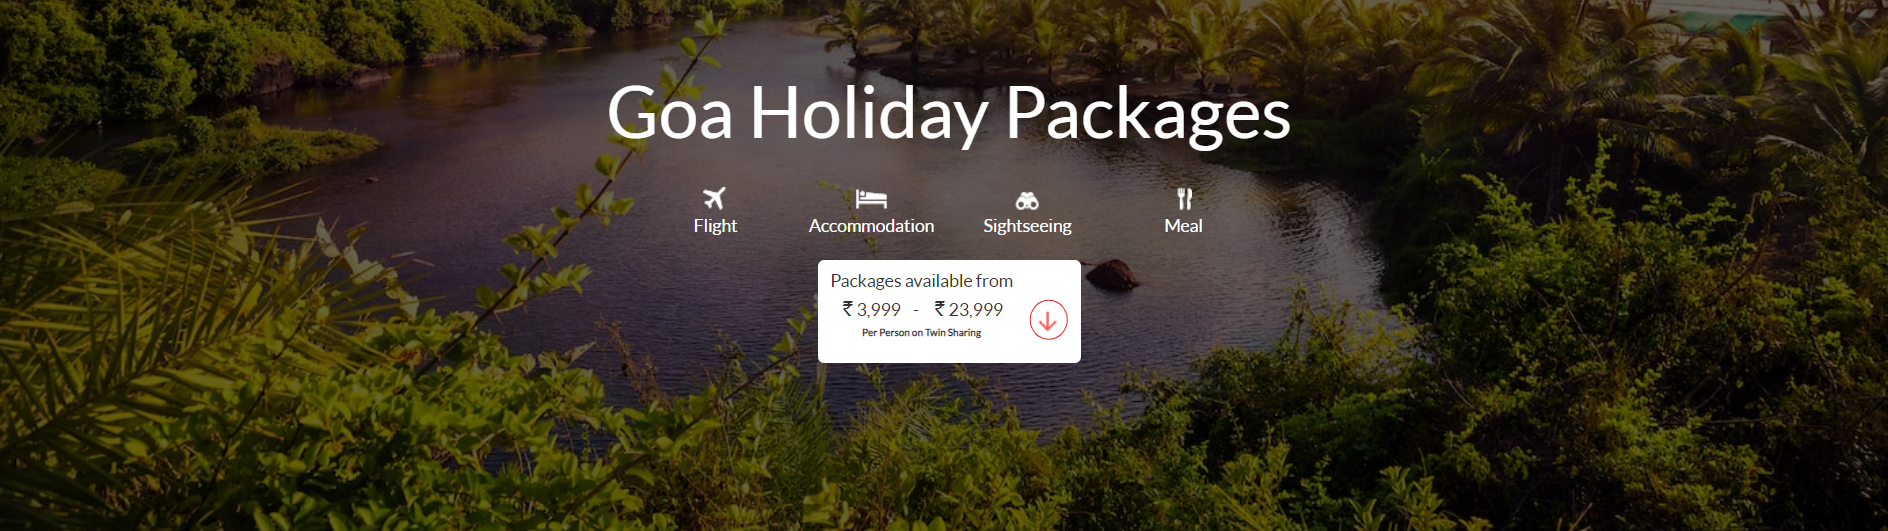 Goa Holiday Packages
Flight
Accommodation
Sightseeing
Meal
Packages available from
₹ 3,999 - ₹ 23,999
Per Person on Twin Sharing